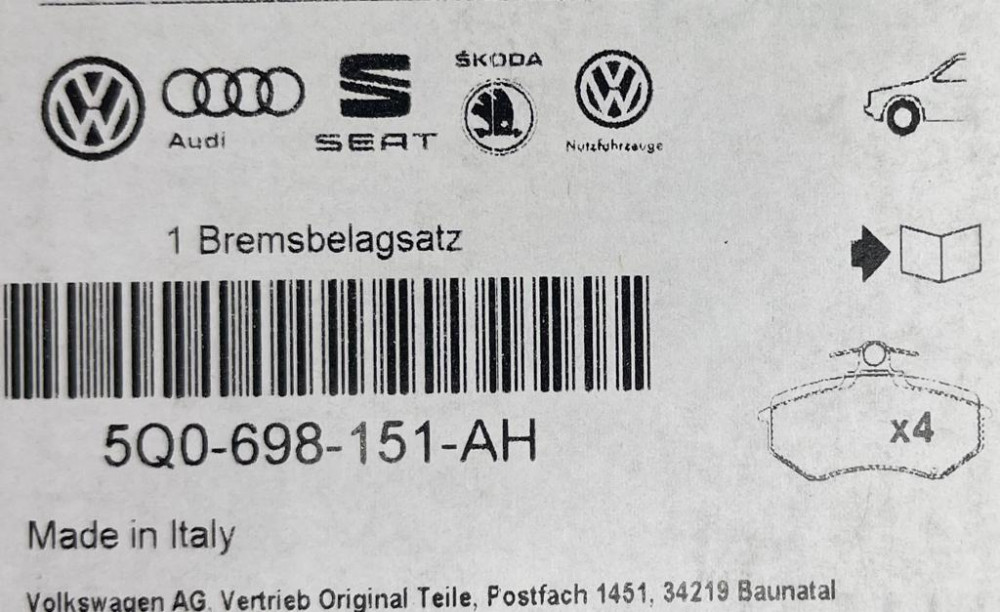 Audi
SEAT
ŠKODA
Nutzfahrzeuge
1 Bremsbelagsatz
x4
5Q0-698-151-AH
Made in Italy
Volkswagen AG, Vertrieb Original Teile, Postfach 1451, 34219 Baunatal